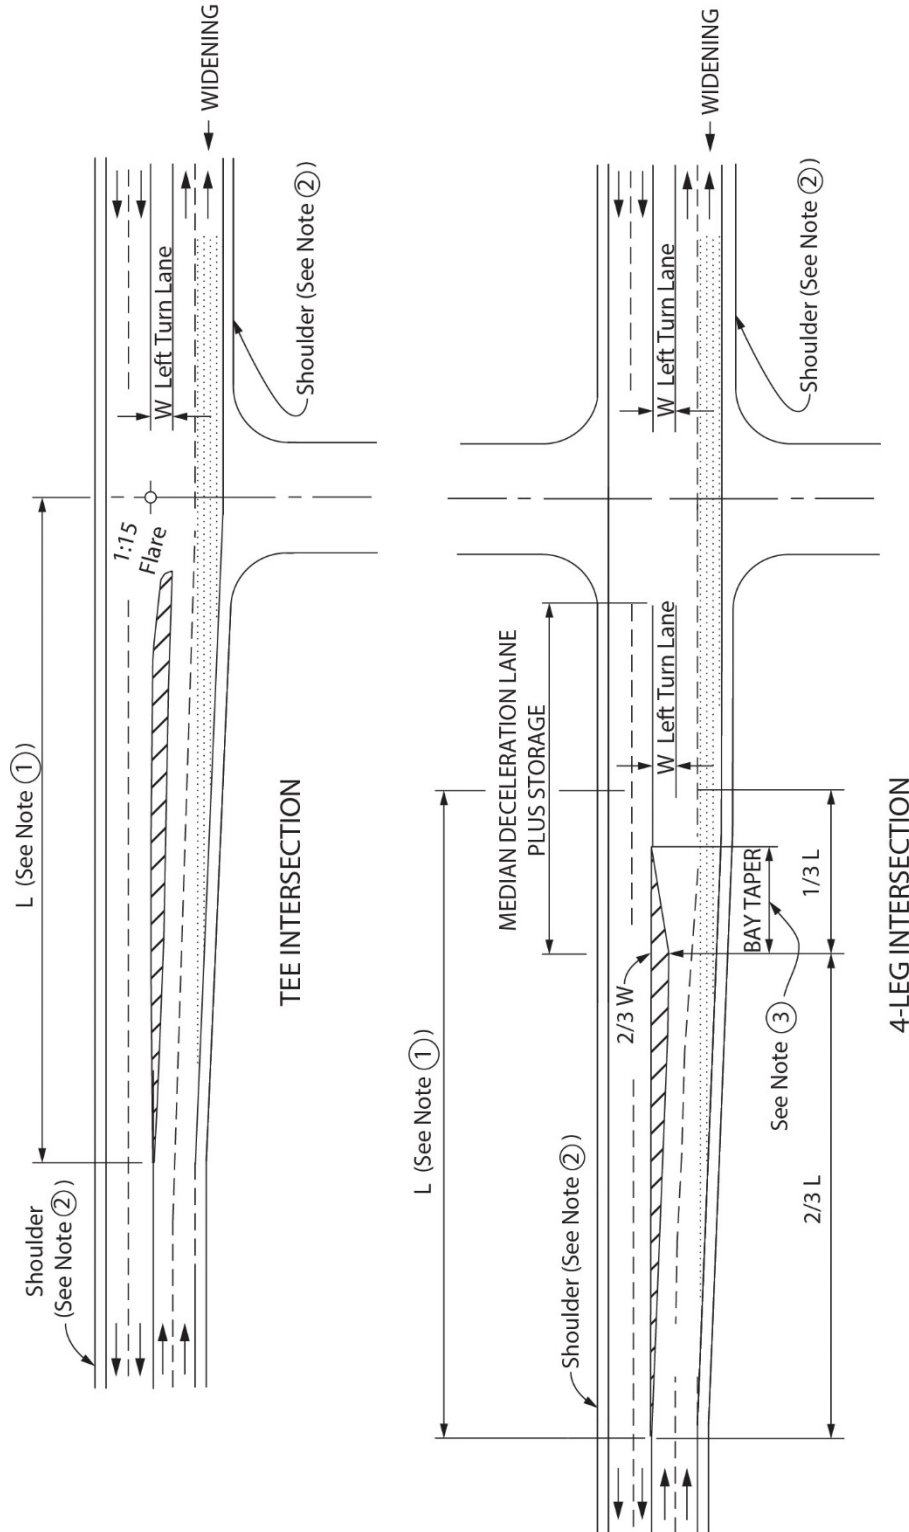 L (See Note ①)
Shoulder
(See Note ②)
1:15
Flare
W Left Turn Lane
WIDENING
Shoulder (See Note ②)
TEE INTERSECTION
L (See Note ①)
MEDIAN DECELERATION LANE
PLUS STORAGE
Shoulder (See Note ②)
2/3 W
W Left Turn Lane
W Left Turn Lane
WIDENING
Shoulder (See Note ②)
BAY TAPER
See Note ③
2/3 L
1/3 L
4-LEG INTERSECTION